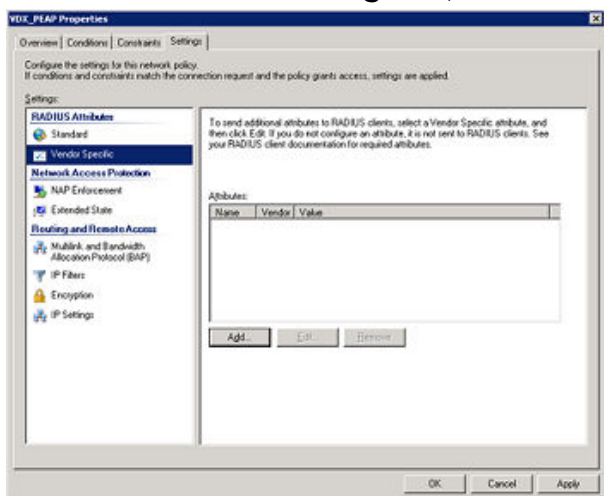 VDX_PEAP Properties
Overview Conditions Constraints Settings
Configure the settings for this network policy.
If conditions and constraints match the connection request and the policy grants access, settings are applied.
Settings:
RADIUS Attributes
Standard
Vendor Specific
Network Access Protection
NAP Enforcement
Extended State
Routing and Remote Access
Multilink and Bandwidth
Allocation Protocol (BAP)
IP Filters
Encryption
IP Settings
To send additional attributes to RADIUS clients, select a Vendor Specific attribute, and
then click Edit. If you do not configure an attribute, it is not sent to RADIUS clients. See
your RADIUS client documentation for required attributes.
Attributes:
Name Vendor Value
Add... Edit... Remove
OK Cancel Apply